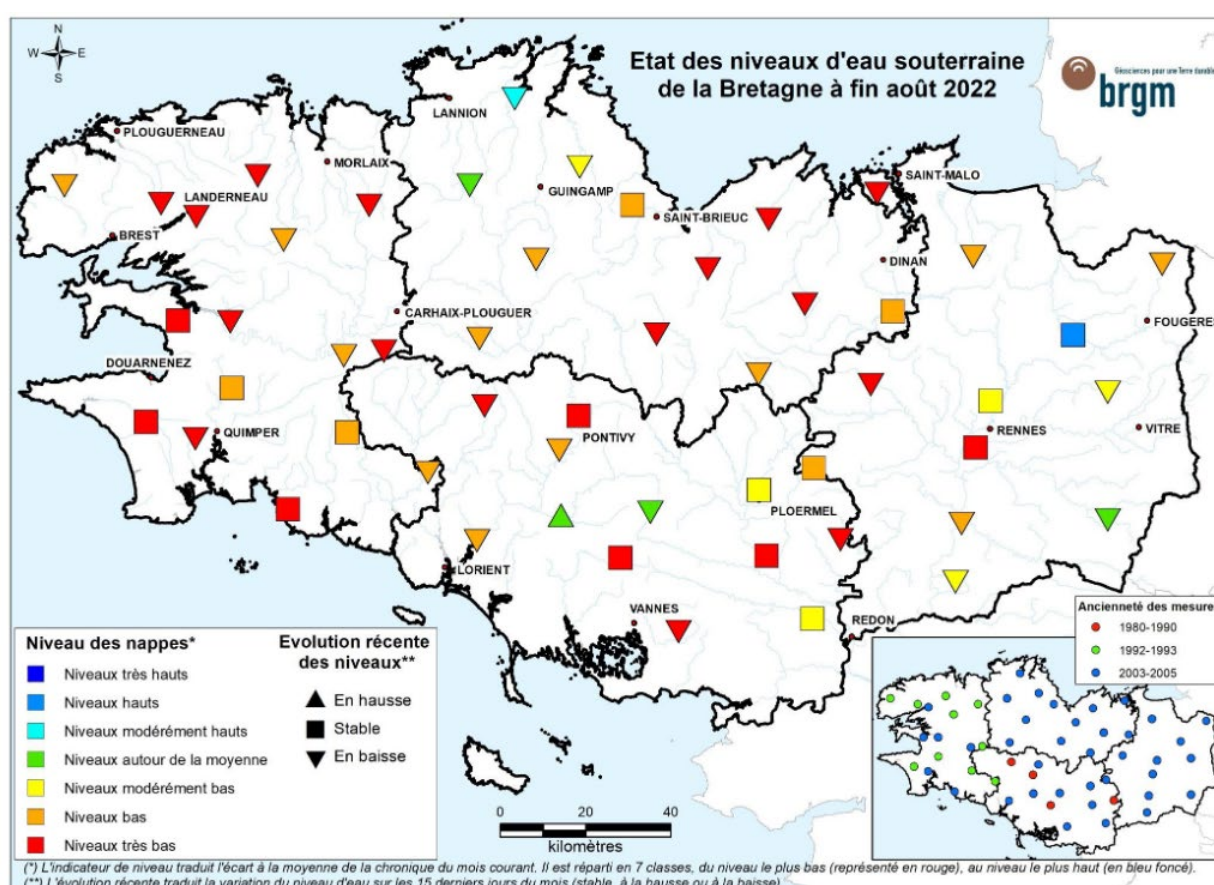 N
W E
S
Etat des niveaux d'eau souterraine
de la Bretagne à fin août 2022
Géosciences pour une Terre durable
brgm
LANNION
PLOUGUERNEAU
MORLAIX
SAINT-MALO
GUINGAMP
LANDERNEAU
SAINT-BRIEUC
BREST
DINAN
CARHAIX-PLOUGUER
FOUGERES
DOUARNENEZ
QUIMPER
PONTIVY
RENNES
VITRE
PLOERMEL
LORIENT
VANNES
REDON
Niveau des nappes*
Niveaux très hauts
Niveaux hauts
Niveaux modérément hauts
Niveaux autour de la moyenne
Niveaux modérément bas
Niveaux bas
Niveaux très bas
Evolution récente
des niveaux**
En hausse
Stable
En baisse
0 20 40
kilomètres
Ancienneté des mesure
1980-1990
1992-1993
2003-2005
(*) L'indicateur de niveau traduit l'écart à la moyenne de la chronique du mois courant. Il est réparti en 7 classes, du niveau le plus bas (représenté en rouge), au niveau le plus haut (en bleu foncé).
(**) L'évolution récente traduit la variation du niveau d'eau sur les 15 derniers jours du mois (stable, à la hausse ou à la baisse)